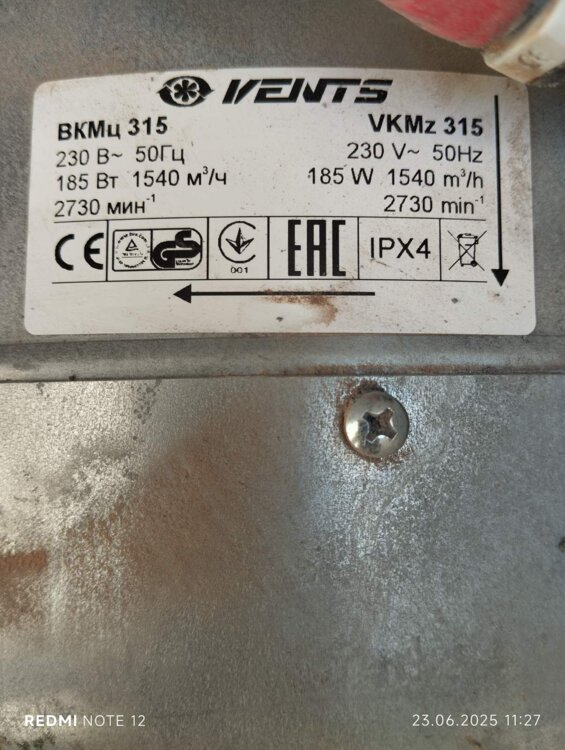 VENTS
ВКМц 315 VKMz 315
230 В~ 50Гц 230 V~ 50Hz
185 Вт 1540 м³/ч 185 W 1540 m³/h
2730 мин⁻¹ 2730 min⁻¹
CE GS 001 EAC IPX4
REDMI NOTE 12 23.06.2025 11:27